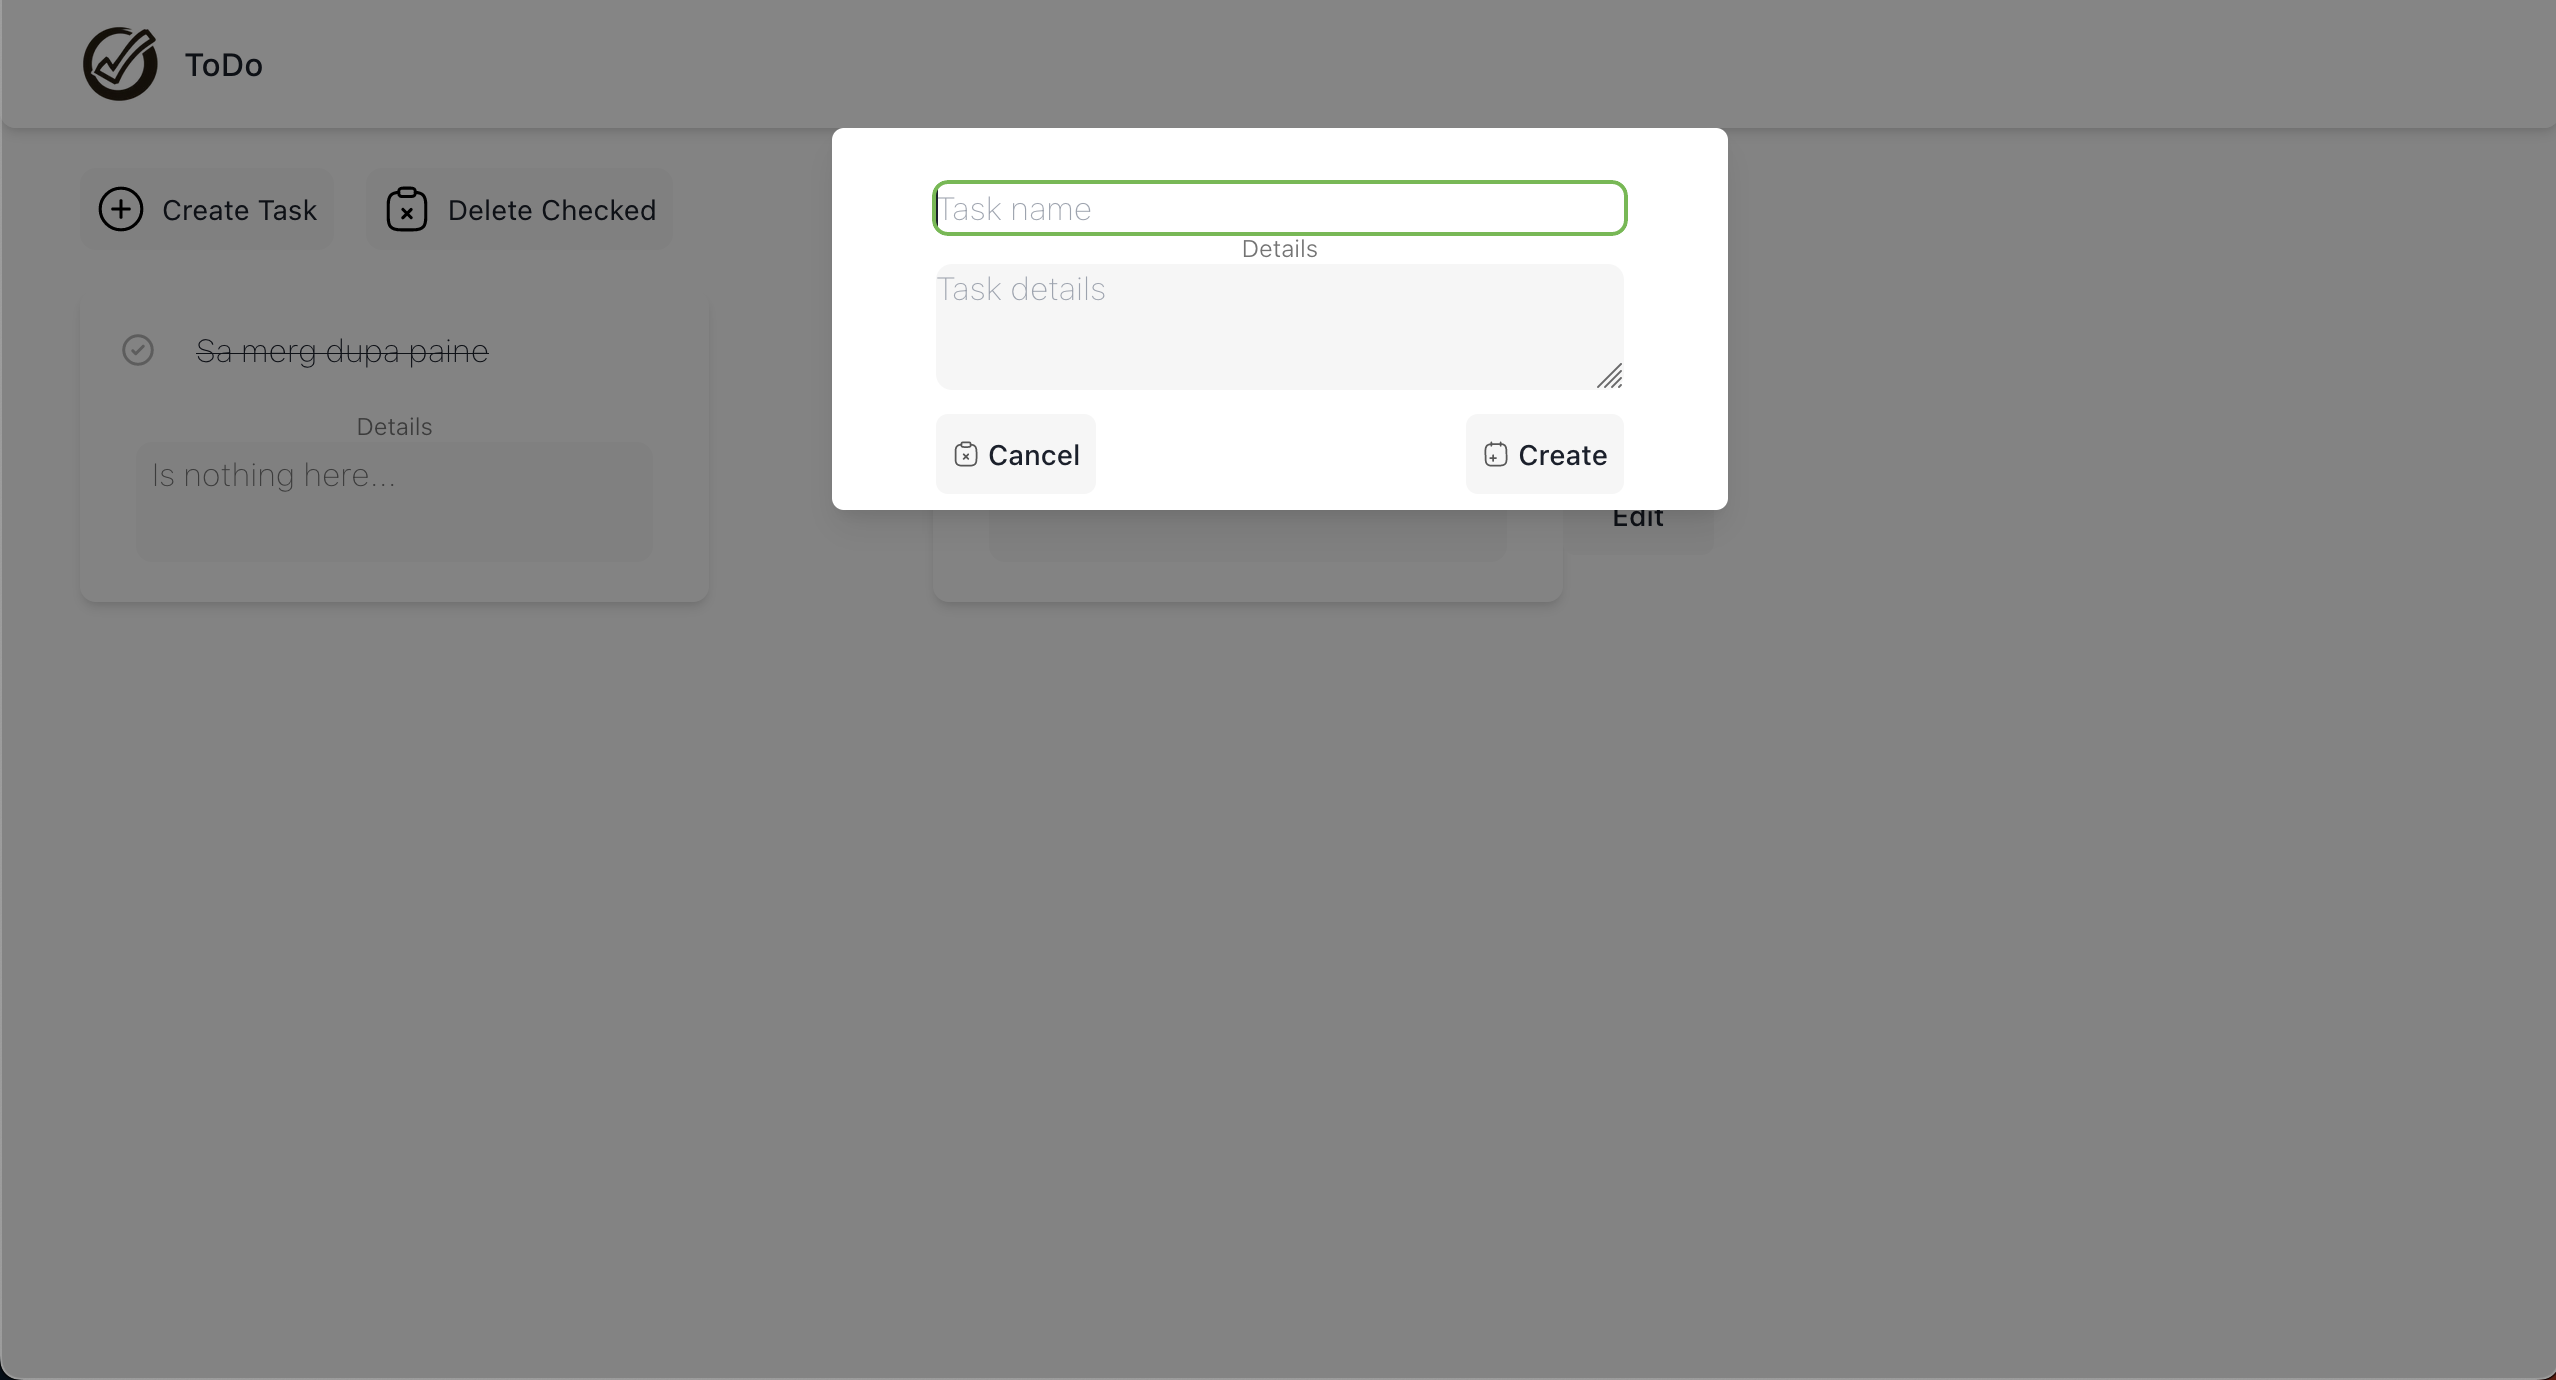 ToDo
Create Task
Delete Checked
Sa merg dupa paine
Details
Is nothing here...
Task name
Details
Task details
Cancel
Create
Edit